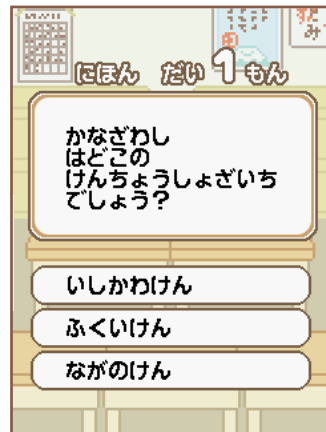 にほん だい1もん
かなざわし
はどこの
けんちょうしょざいち
でしょう？
いしかわけん
ふくいけん
ながのけん